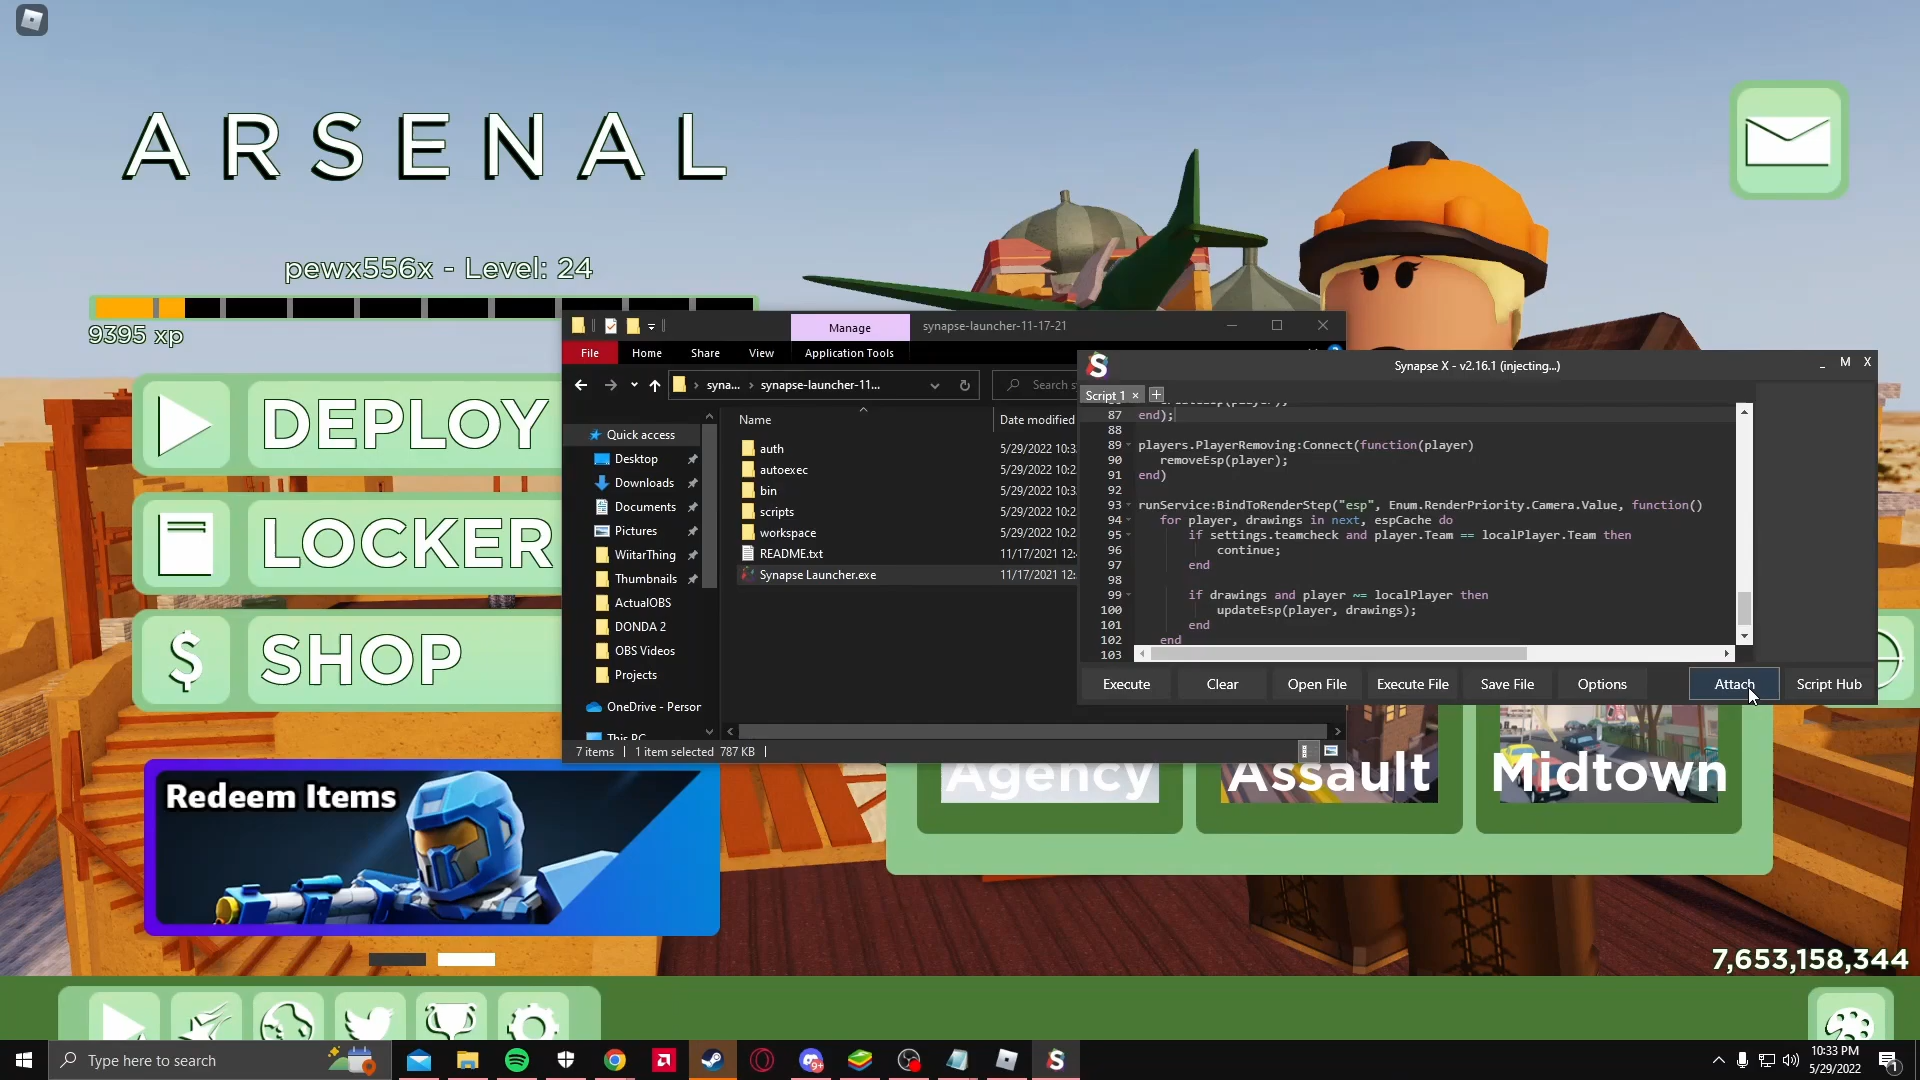 ARSENAL
pewx556x - Level: 24
9395 xp
DEPLOY
LOCKER
$ SHOP
Redeem Items
Agency
Assault
Midtown
7,653,158,344
Manage
synapse-launcher-11-17-21
File
Home
Share
View
Application Tools
syna...
synapse-launcher-11...
Search s
Name
Date modified
Quick access
Desktop
Downloads
Documents
Pictures
WiitarThing
Thumbnails
ActualOBS
DONDA 2
OBS Videos
Projects
OneDrive - Person
This PC
auth 5/29/2022 10:3
autoexec 5/29/2022 10:2
bin 5/29/2022 10:3
scripts 5/29/2022 10:2
workspace 5/29/2022 10:2
README.txt 11/17/2021 12:
Synapse Launcher.exe 11/17/2021 12:
7 items
1 item selected 787 KB
Synapse X - v2.16.1 (injecting...)
_ M X
Script 1 × +
87 end);
88
89 players.PlayerRemoving:Connect(function(player)
90 removeEsp(player);
91 end)
92
93 runService:BindToRenderStep("esp", Enum.RenderPriority.Camera.Value, function()
94 for player, drawings in next, espCache do
95 if settings.teamcheck and player.Team == localPlayer.Team then
96 continue;
97 end
98
99 if drawings and player ~= localPlayer then
100 updateEsp(player, drawings);
101 end
102 end
103
Execute
Clear
Open File
Execute File
Save File
Options
Attach
Script Hub
Type here to search
9+
10:33 PM
5/29/2022
1